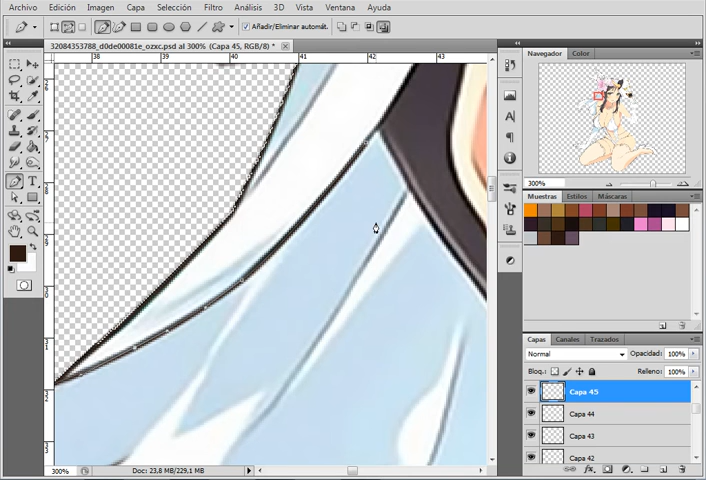 Archivo Edición Imagen Capa Selección Filtro Análisis 3D Vista Ventana Ayuda
Añadir/Eliminar automát.
32084353788_d0de00081e_ozxc.psd al 300% (Capa 45, RGB/8) *
38 39 40 41 42 43
Navegador Color
300%
Muestras Estilos Máscaras
Capas Canales Trazados
Normal Opacidad: 100%
Bloq.: Relleno: 100%
Capa 45
Capa 44
Capa 43
Capa 42
300% Doc: 23,8 MB/229,1 MB